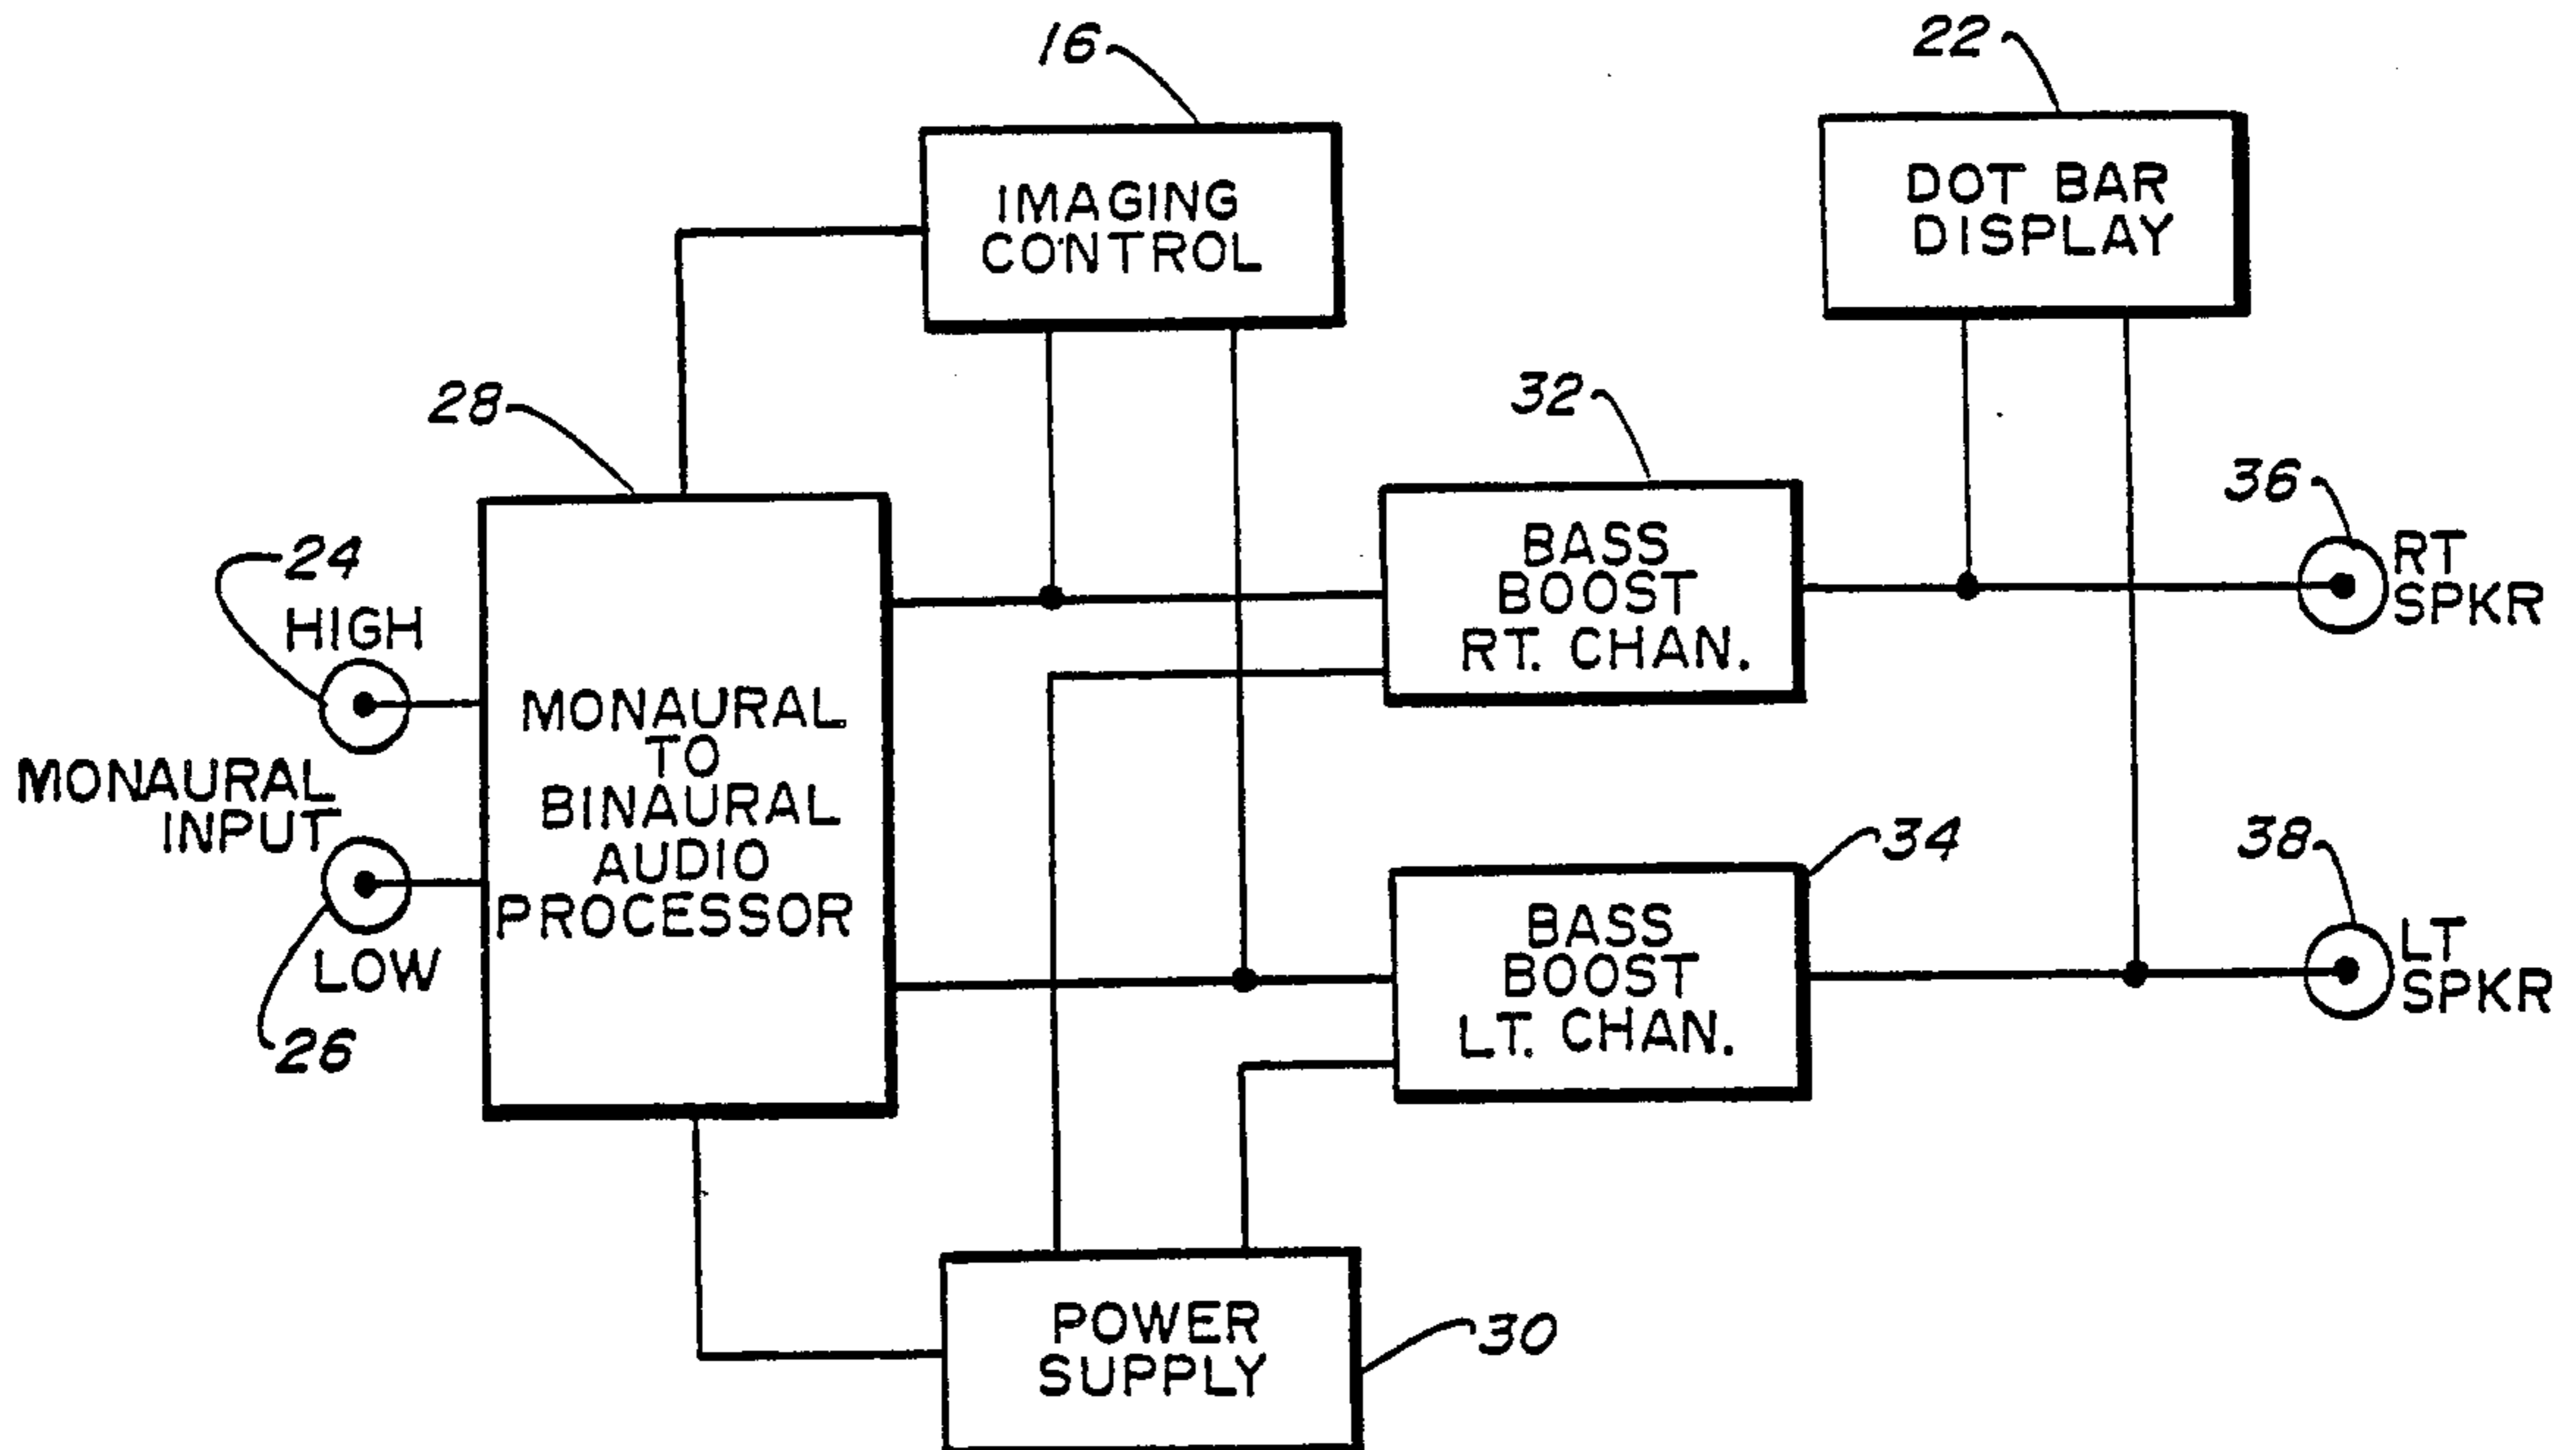 16
IMAGING
CONTROL
22
DOT BAR
DISPLAY
28
32
BASS
BOOST
RT. CHAN.
36
RT
SPKR
24
HIGH
MONAURAL
INPUT
LOW
26
MONAURAL
TO
BINAURAL
AUDIO
PROCESSOR
34
BASS
BOOST
LT. CHAN.
38
LT
SPKR
POWER
SUPPLY
30